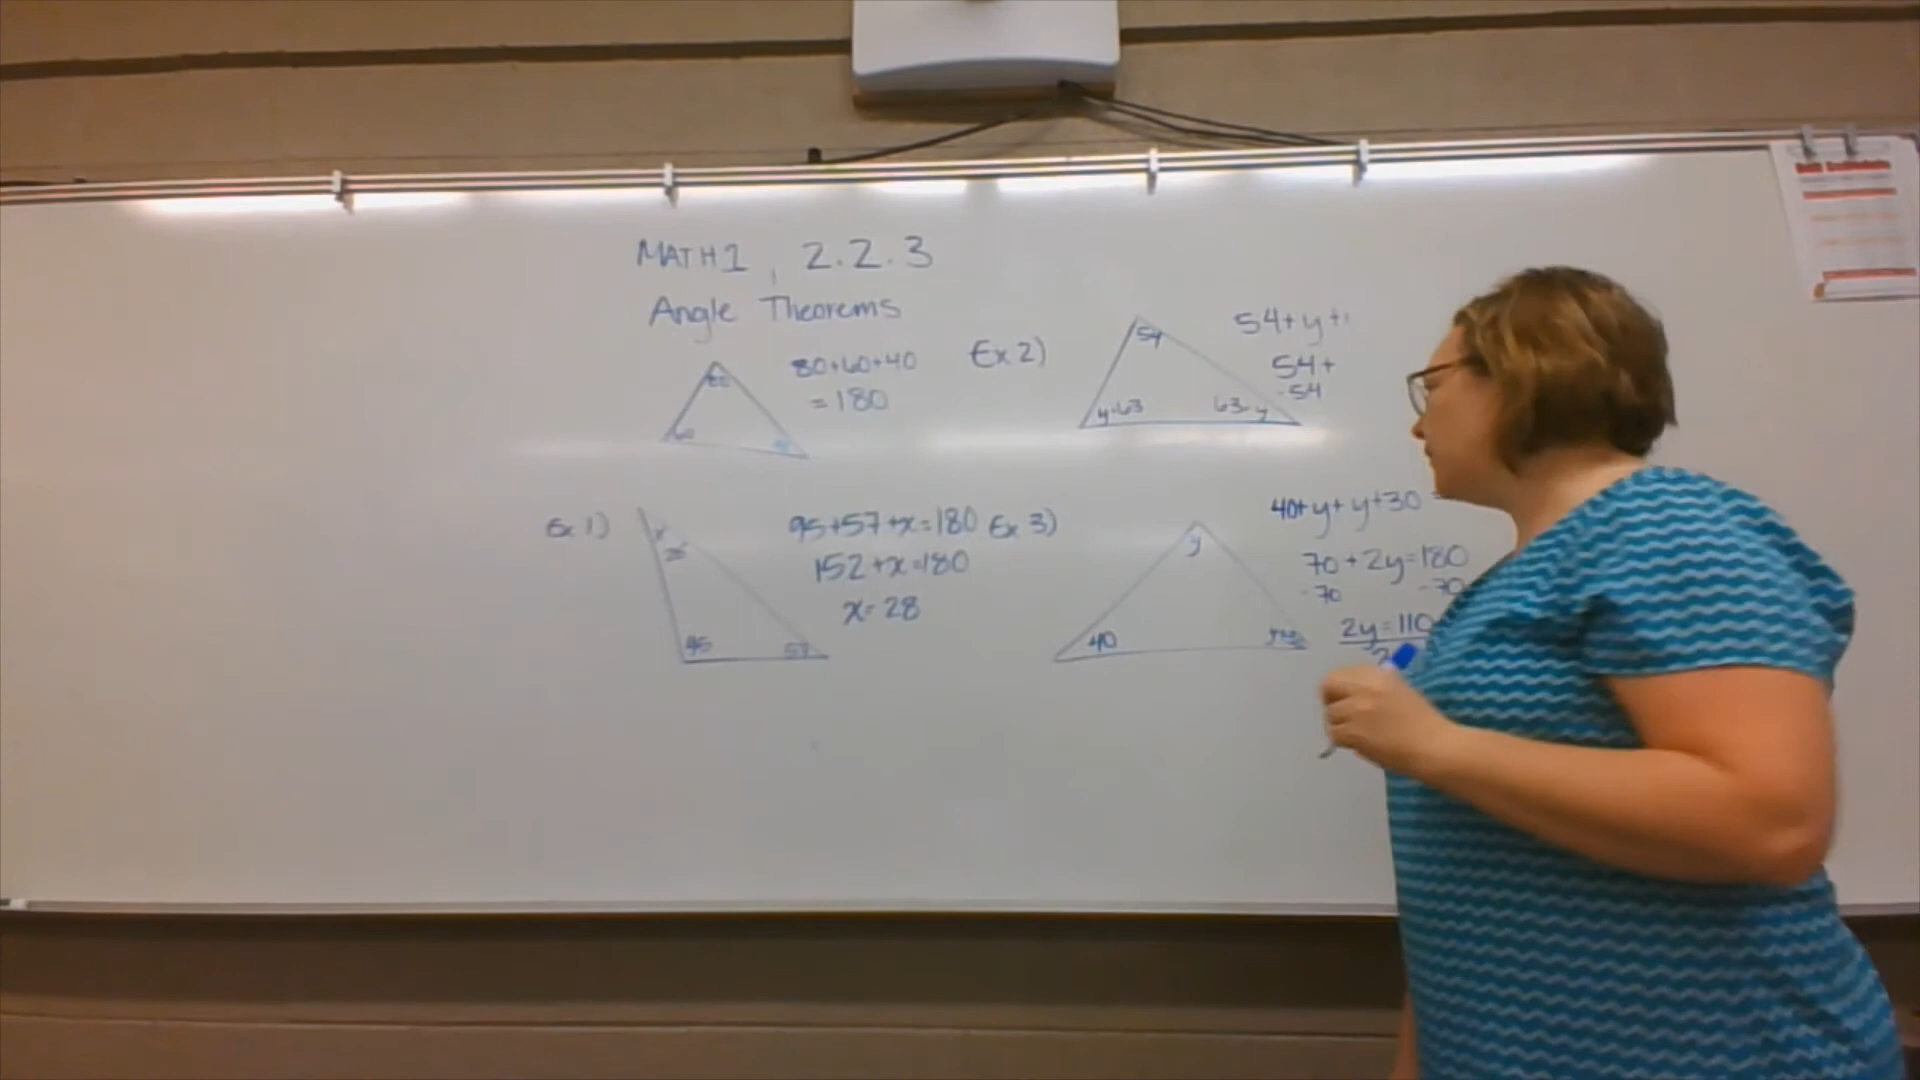 MATH 1, 2.2.3
Angle Theorems
80+60+40
=180
60
Ex 1)
x
95
57
95+57+x=180
152+x=180
x=28
Ex 2)
54
y=63
63=y
54+y+
54+
-54
Ex 3)
y
40
40+y+y+30=
70+2y=180
-70 -70
2y=110
2